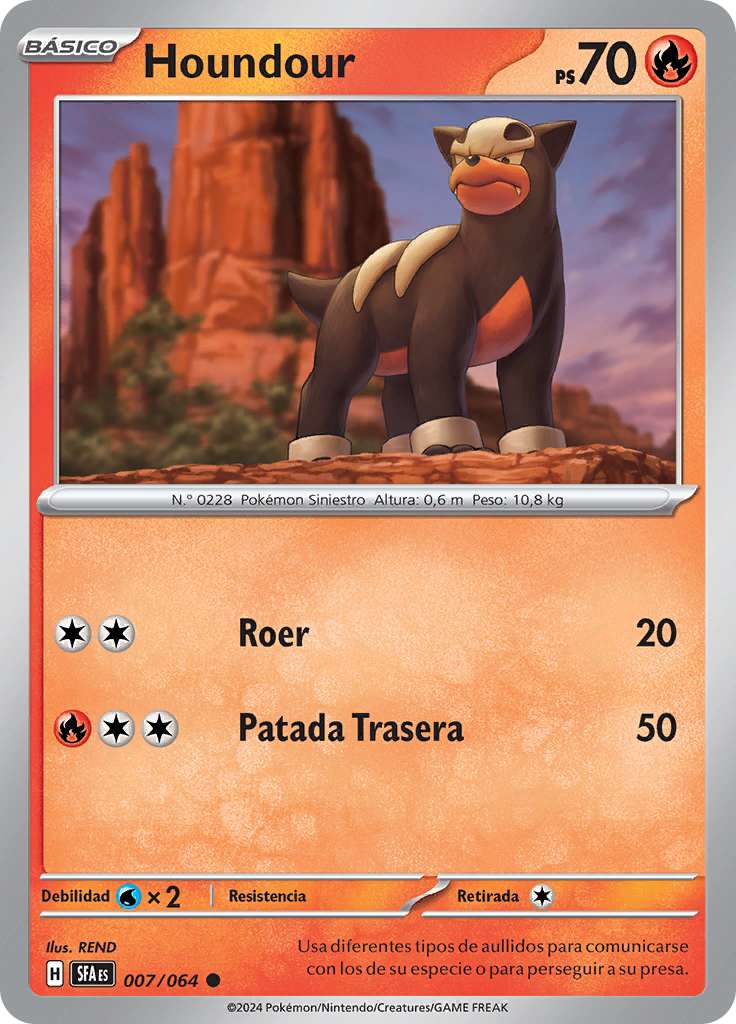 BÁSICO
Houndour
PS 70
N.º 0228 Pokémon Siniestro Altura: 0,6 m Peso: 10,8 kg
Roer 20
Patada Trasera 50
Debilidad ×2 Resistencia Retirada
Ilus. REND
Usa diferentes tipos de aullidos para comunicarse
con los de su especie o para perseguir a su presa.
H SFA ES 007/064
©2024 Pokémon/Nintendo/Creatures/GAME FREAK